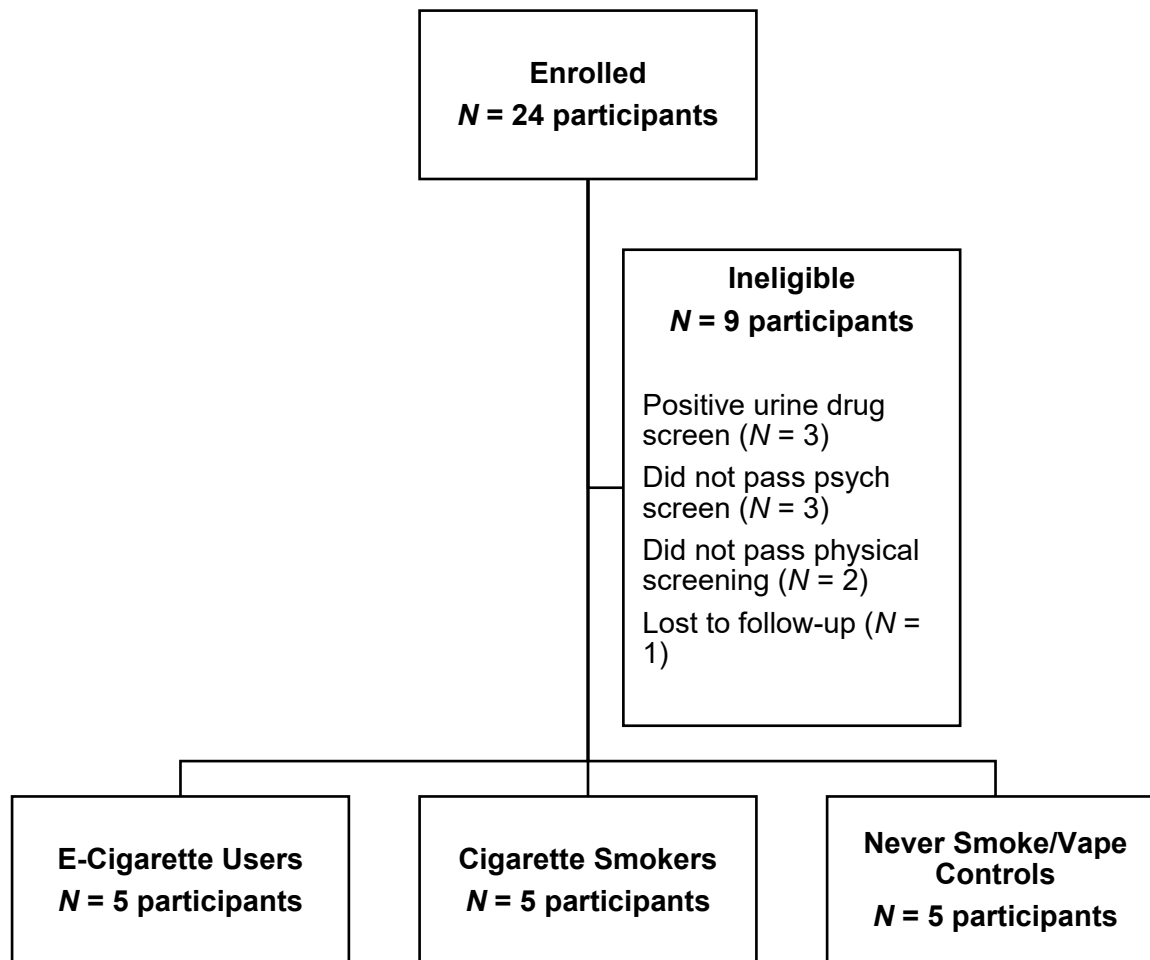 Enrolled
N = 24 participants
Ineligible
N = 9 participants
Positive urine drug
screen (N = 3)
Did not pass psych
screen (N = 3)
Did not pass physical
screening (N = 2)
Lost to follow-up (N =
1)
E-Cigarette Users
N = 5 participants
Cigarette Smokers
N = 5 participants
Never Smoke/Vape
Controls
N = 5 participants